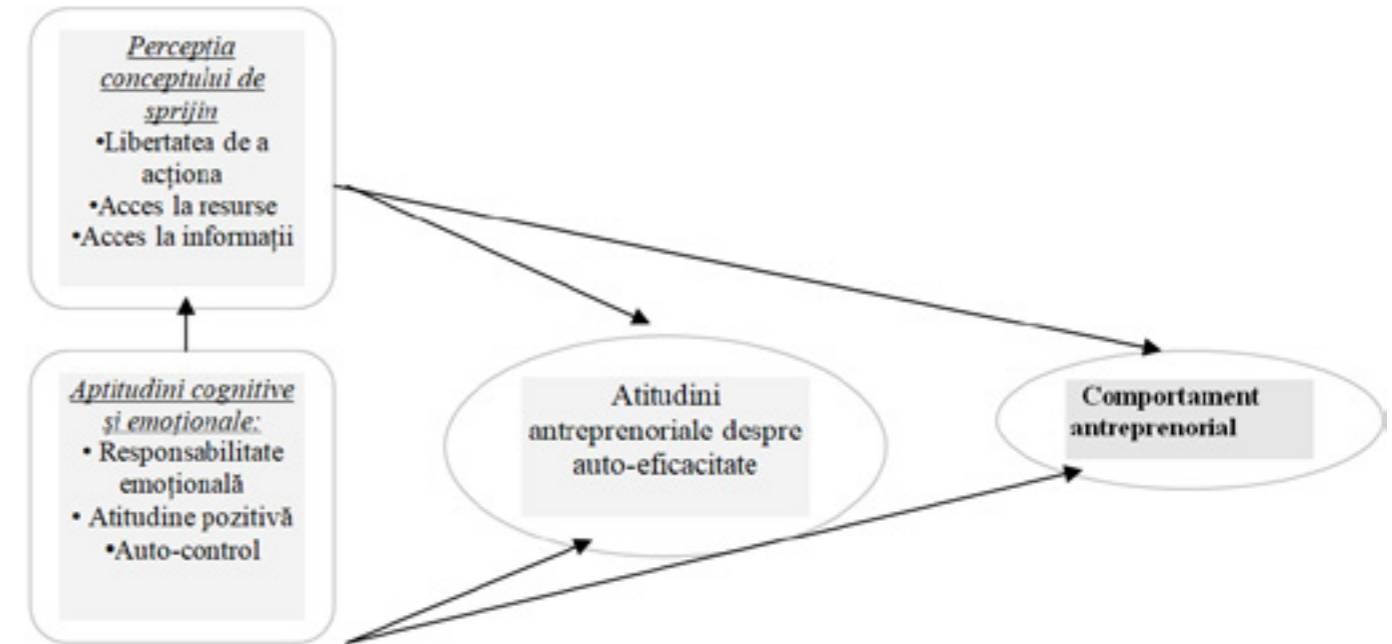 Percepția
conceptului de
sprijin
•Libertatea de a
acționa
•Acces la resurse
•Acces la informații
Aptitudini cognitive
și emoționale:
• Responsabilitate
emoțională
• Atitudine pozitivă
•Auto-control
Atitudini
antreprenoriale despre
auto-eficacitate
Comportament
antreprenorial